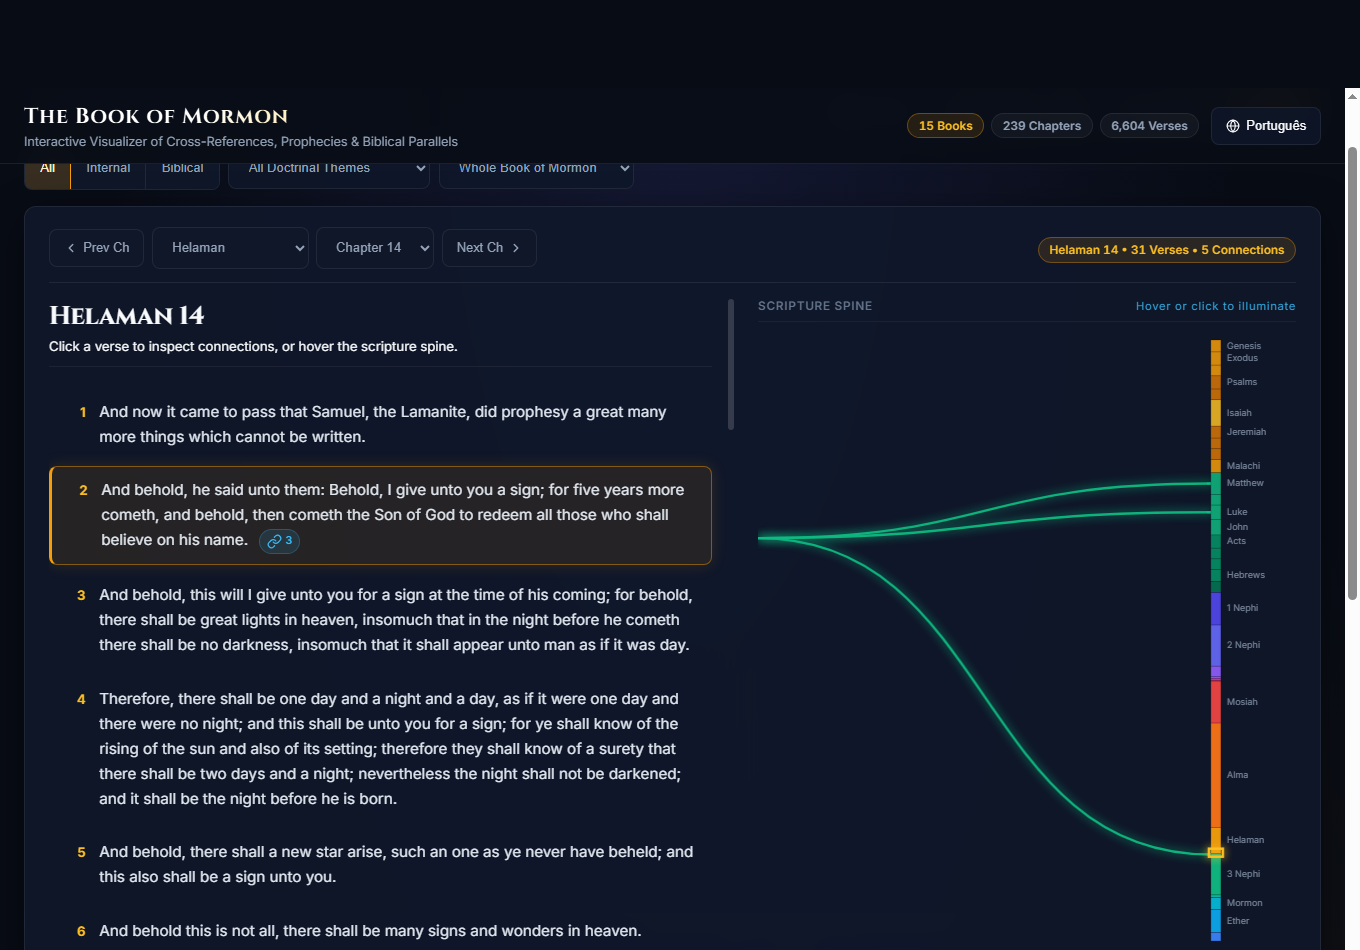 The Book of Mormon
Interactive Visualizer of Cross-References, Prophecies & Biblical Parallels
15 Books
239 Chapters
6,604 Verses
Português
All
Internal
Biblical
All Doctrinal Themes
Whole Book of Mormon
Prev Ch
Helaman
Chapter 14
Next Ch
Helaman 14 • 31 Verses • 5 Connections
Helaman 14
Click a verse to inspect connections, or hover the scripture spine.
1 And now it came to pass that Samuel, the Lamanite, did prophesy a great many
more things which cannot be written.
2 And behold, he said unto them: Behold, I give unto you a sign; for five years more
cometh, and behold, then cometh the Son of God to redeem all those who shall
believe on his name. 3
3 And behold, this will I give unto you for a sign at the time of his coming; for behold,
there shall be great lights in heaven, insomuch that in the night before he cometh
there shall be no darkness, insomuch that it shall appear unto man as if it was day.
4 Therefore, there shall be one day and a night and a day, as if it were one day and
there were no night; and this shall be unto you for a sign; for ye shall know of the
rising of the sun and also of its setting; therefore they shall know of a surety that
there shall be two days and a night; nevertheless the night shall not be darkened;
and it shall be the night before he is born.
5 And behold, there shall a new star arise, such an one as ye never have beheld; and
this also shall be a sign unto you.
6 And behold this is not all, there shall be many signs and wonders in heaven.
SCRIPTURE SPINE
Hover or click to illuminate
Genesis
Exodus
Psalms
Isaiah
Jeremiah
Malachi
Matthew
Luke
John
Acts
Hebrews
1 Nephi
2 Nephi
Mosiah
Alma
Helaman
3 Nephi
Mormon
Ether